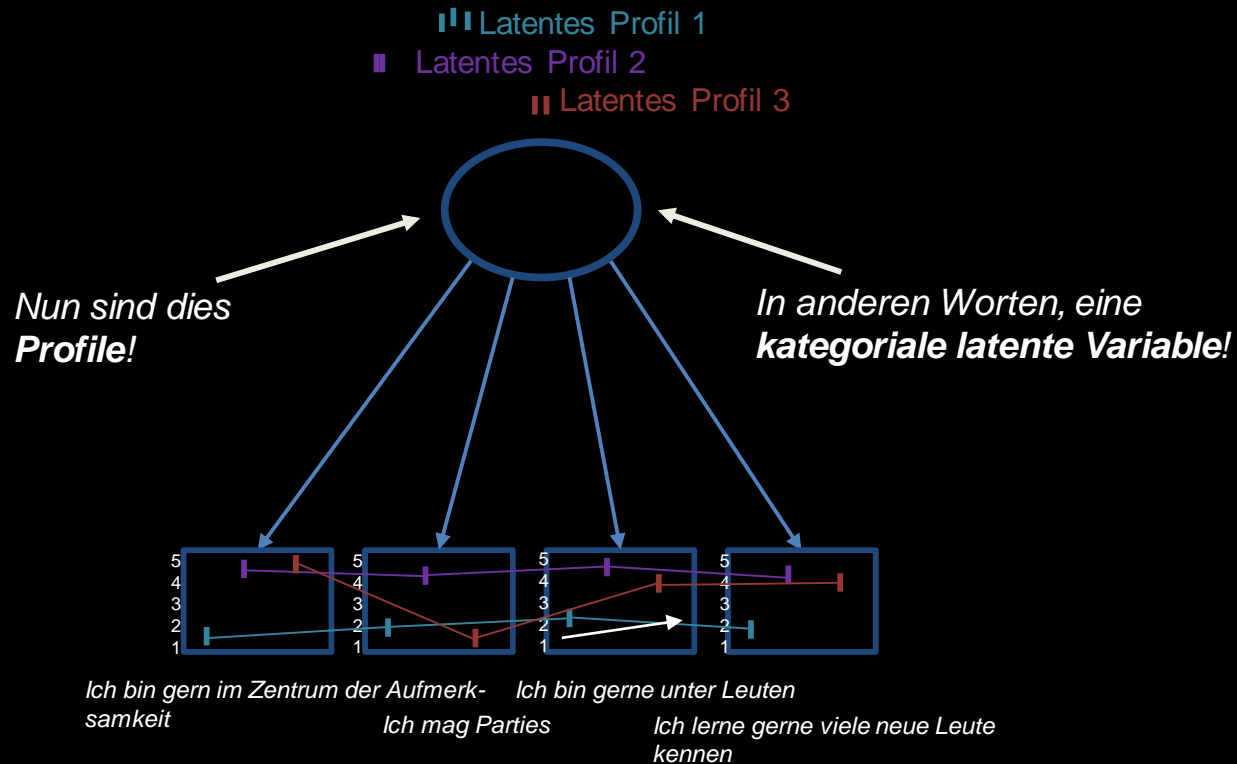 Latentes Profil 1
Latentes Profil 2
Latentes Profil 3
Nun sind dies
Profile!
In anderen Worten, eine
kategoriale latente Variable!
5
4
3
2
1
5
4
3
2
1
5
4
3
2
1
5
4
3
2
1
Ich bin gern im Zentrum der Aufmerk-
samkeit
Ich mag Parties
Ich bin gerne unter Leuten
Ich lerne gerne viele neue Leute
kennen